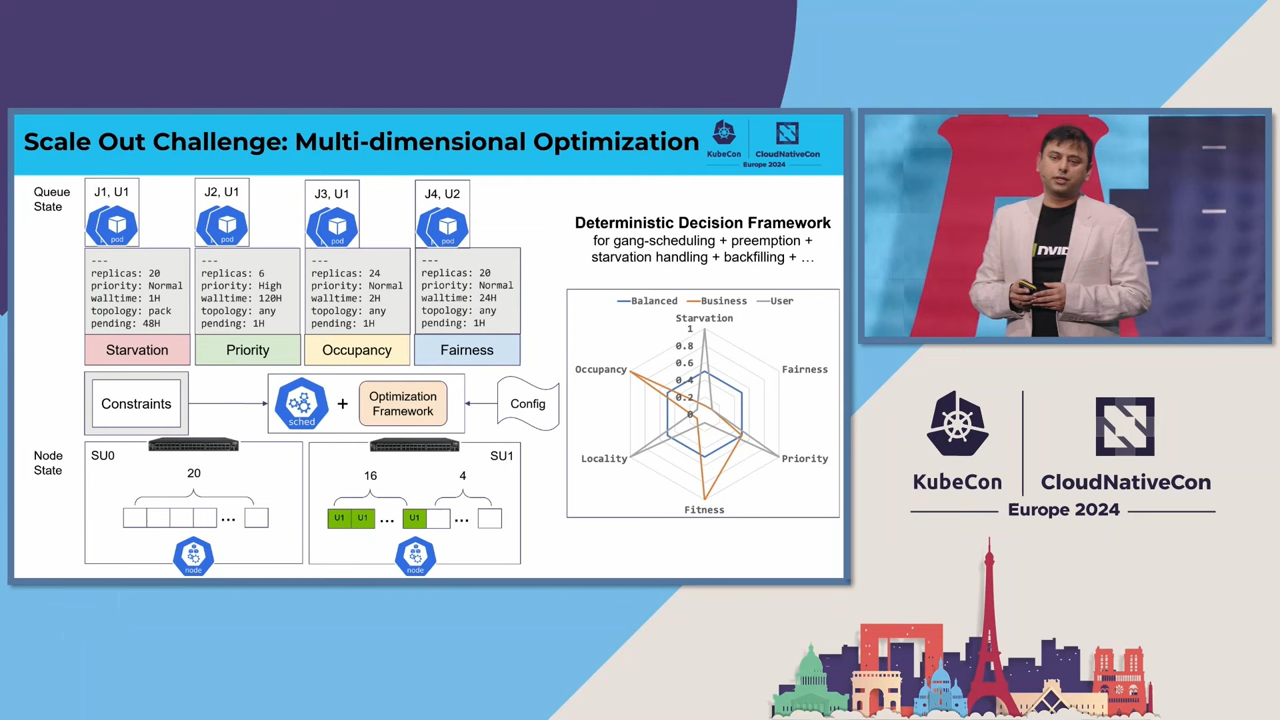 Scale Out Challenge: Multi-dimensional Optimization
KubeCon
CloudNativeCon
Europe 2024
Queue
State
J1, U1
pod
---
replicas: 20
priority: Normal
walltime: 1H
topology: pack
pending: 48H
Starvation
J2, U1
pod
---
replicas: 6
priority: High
walltime: 120H
topology: any
pending: 1H
Priority
J3, U1
pod
---
replicas: 24
priority: Normal
walltime: 2H
topology: any
pending: 1H
Occupancy
J4, U2
pod
---
replicas: 20
priority: Normal
walltime: 24H
topology: any
pending: 1H
Fairness
Constraints
sched
+
Optimization
Framework
Config
Node
State
SU0
20
...
node
SU1
16
4
U1 U1 ... U1 ...
node
Deterministic Decision Framework
for gang-scheduling + preemption +
starvation handling + backfilling + ...
Balanced Business User
Starvation
1
0.8
0.6
0.4
0.2
0
Occupancy
Fairness
Locality
Priority
Fitness
NVID
KubeCon
CloudNativeCon
Europe 2024